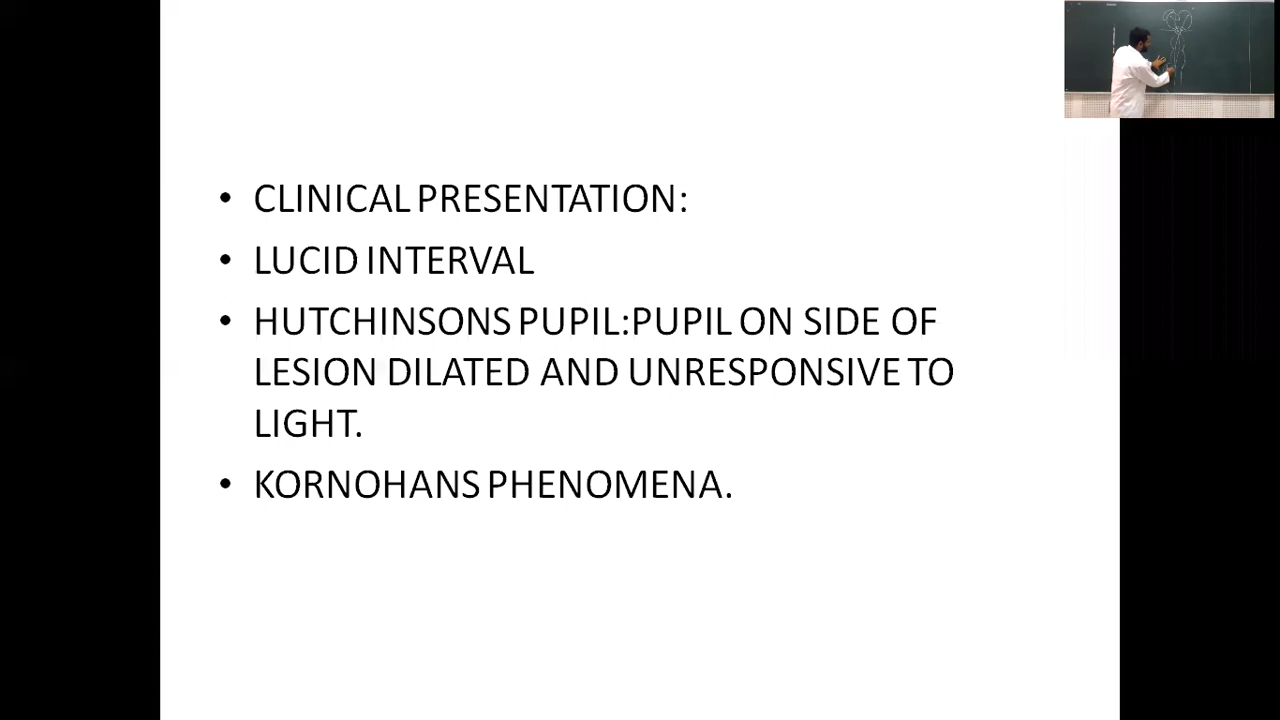 • CLINICAL PRESENTATION:
• LUCID INTERVAL
• HUTCHINSONS PUPIL:PUPIL ON SIDE OF
LESION DILATED AND UNRESPONSIVE TO
LIGHT.
• KORNOHANS PHENOMENA.